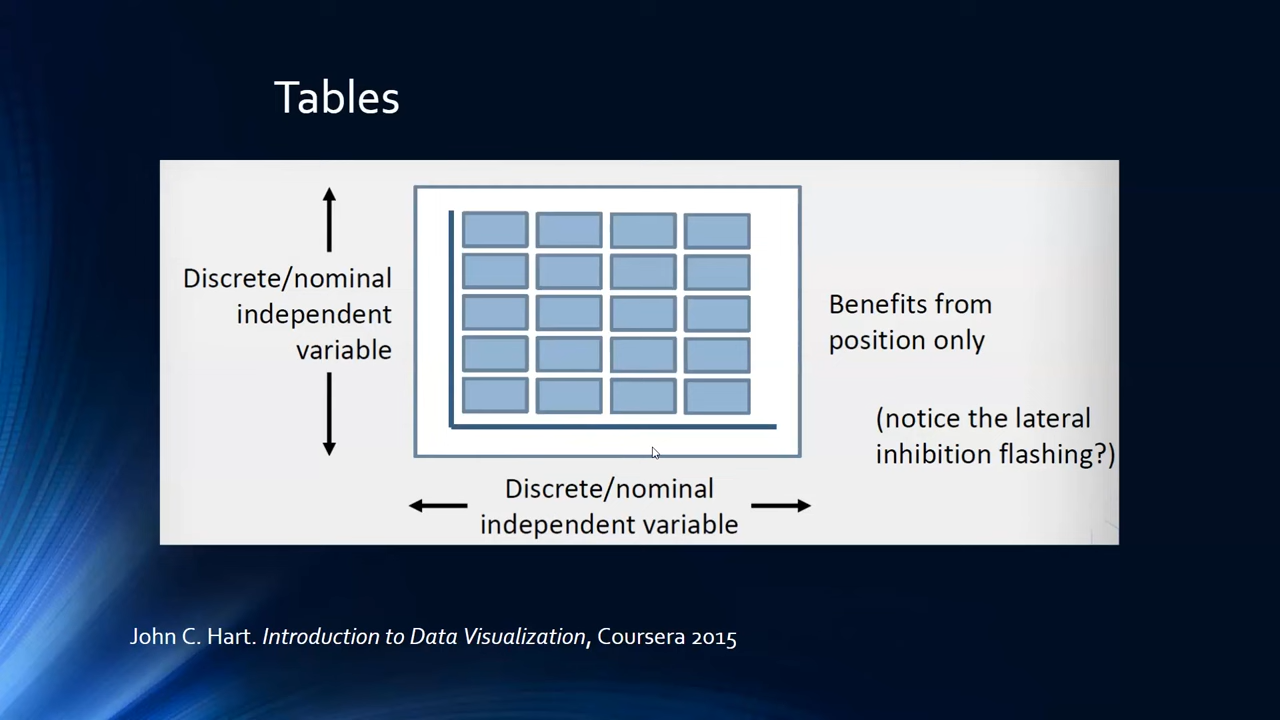 Tables
Discrete/nominal
independent
variable
Benefits from
position only
(notice the lateral
inhibition flashing?)
Discrete/nominal
independent variable
John C. Hart. Introduction to Data Visualization, Coursera 2015